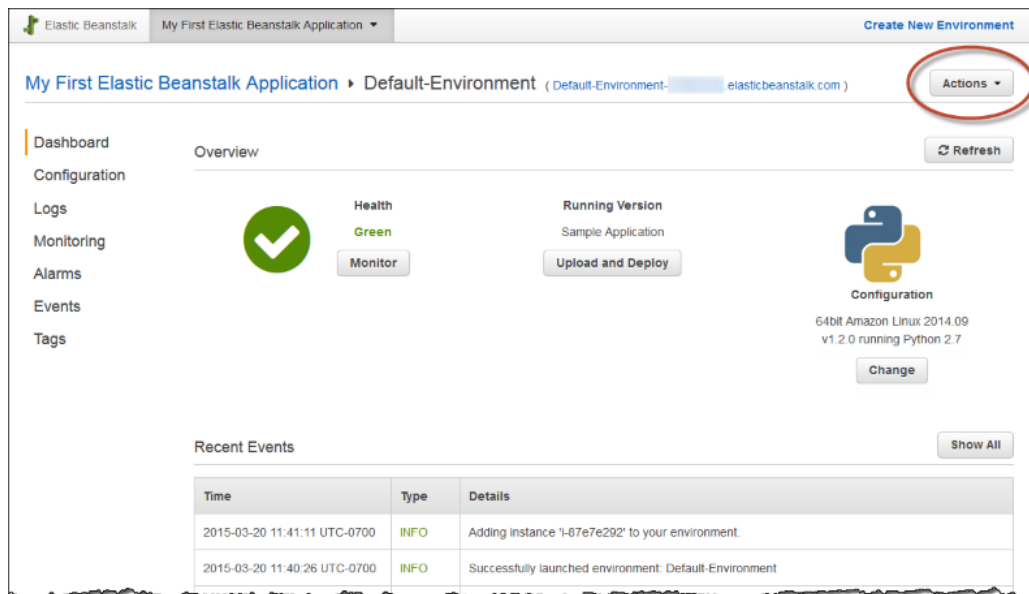 Elastic Beanstalk
My First Elastic Beanstalk Application
Create New Environment
My First Elastic Beanstalk Application Default-Environment ( Default-Environment- .elasticbeanstalk.com )
Actions
Dashboard
Configuration
Logs
Monitoring
Alarms
Events
Tags
Overview
Refresh
Health
Green
Monitor
Running Version
Sample Application
Upload and Deploy
Configuration
64bit Amazon Linux 2014.09
v1.2.0 running Python 2.7
Change
Recent Events
Show All
Time Type Details
2015-03-20 11:41:11 UTC-0700 INFO Adding instance 'i-87e7e292' to your environment.
2015-03-20 11:40:26 UTC-0700 INFO Successfully launched environment: Default-Environment